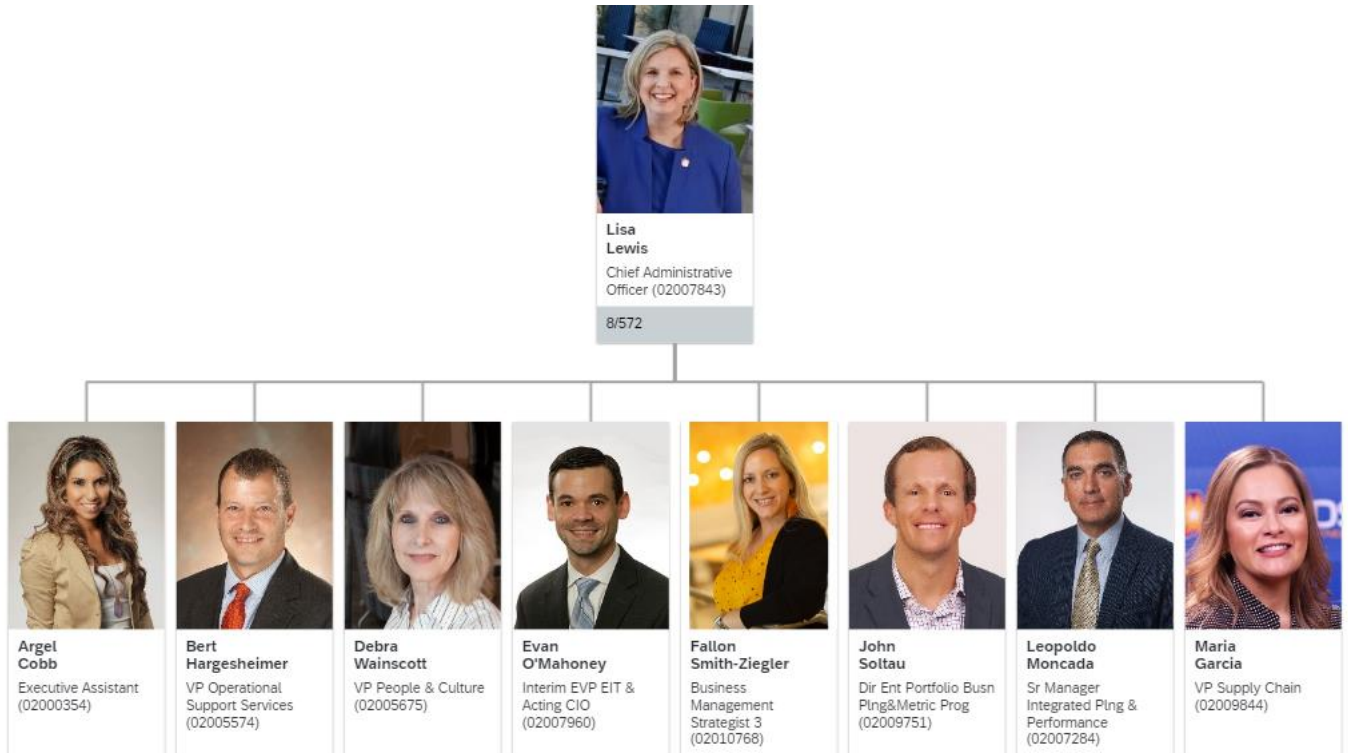 Lisa
Lewis
Chief Administrative
Officer (02007843)
8/572
Argel
Cobb
Executive Assistant
(02000354)
Bert
Hargesheimer
VP Operational
Support Services
(02005574)
Debra
Wainscott
VP People & Culture
(02005675)
Evan
O'Mahoney
Interim EVP EIT &
Acting CIO
(02007960)
Fallon
Smith-Ziegler
Business
Management
Strategist 3
(02010768)
John
Soltau
Dir Ent Portfolio Busn
Plng&Metric Prog
(02009751)
Leopoldo
Moncada
Sr Manager
Integrated Plng &
Performance
(02007284)
Maria
Garcia
VP Supply Chain
(02009844)